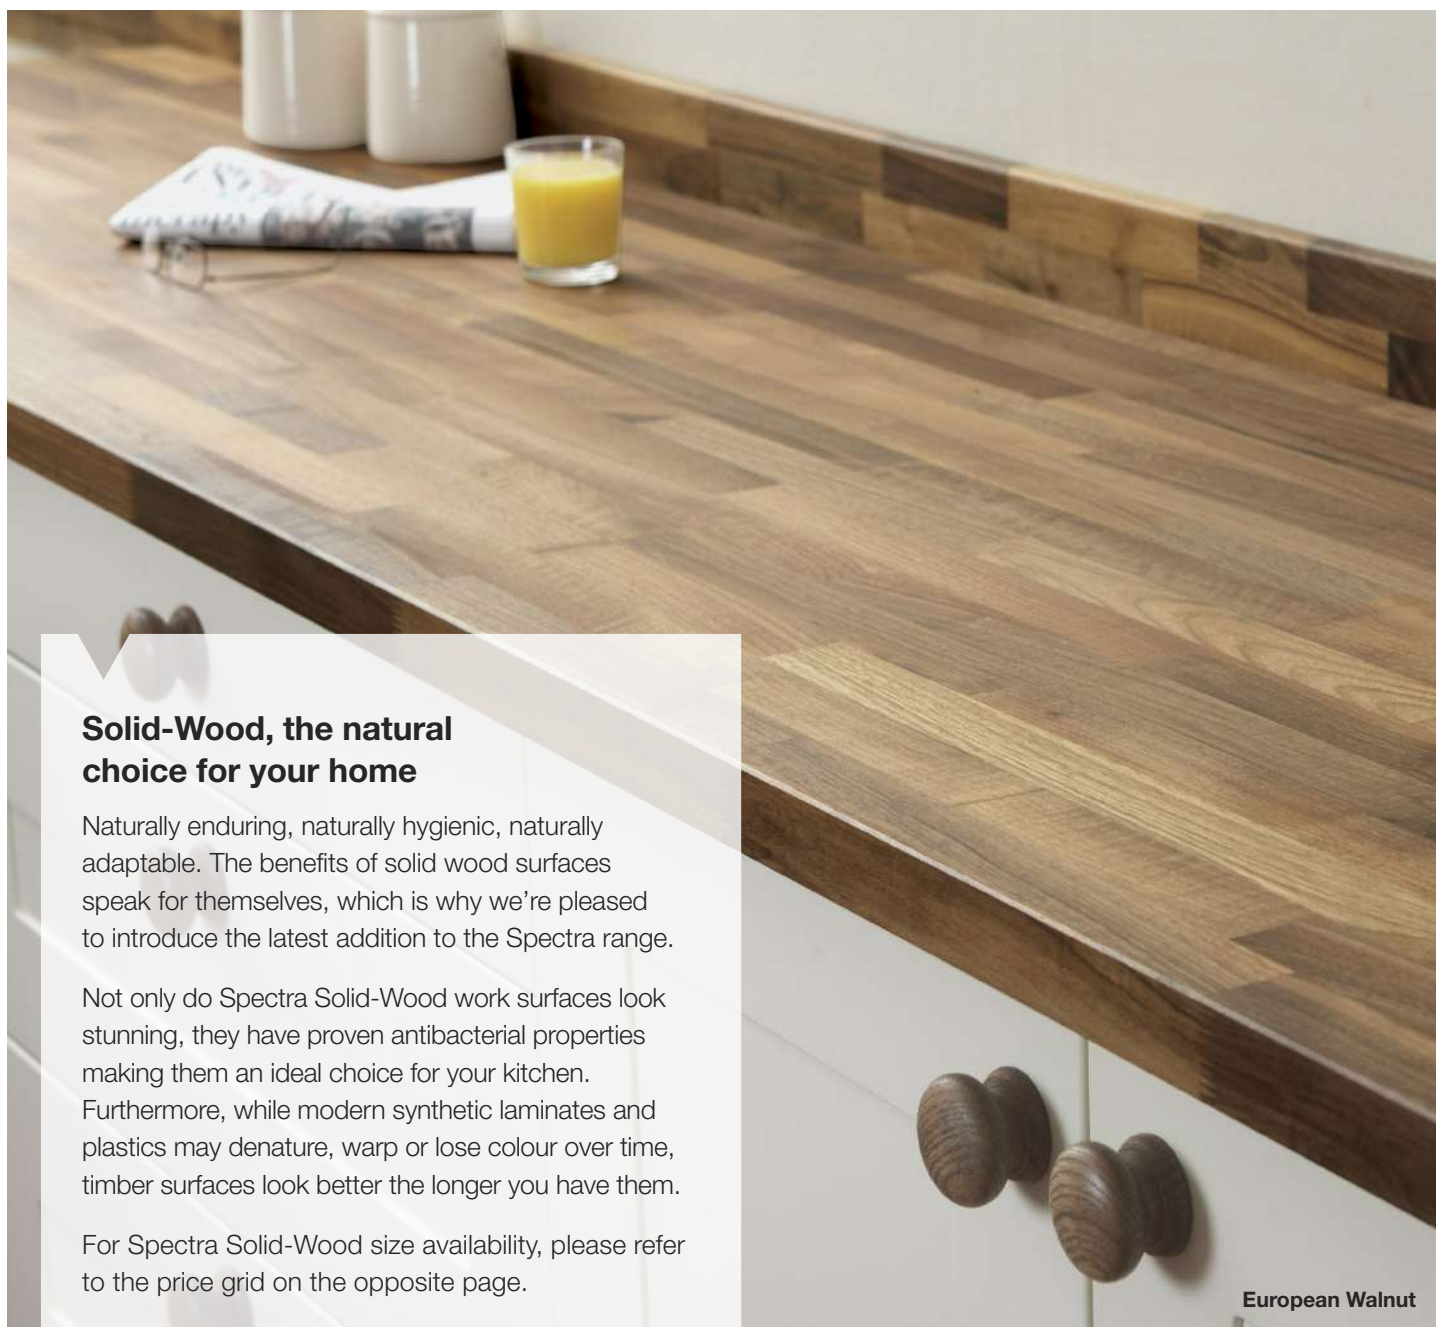 Solid-Wood, the natural
choice for your home
Naturally enduring, naturally hygienic, naturally
adaptable. The benefits of solid wood surfaces
speak for themselves, which is why we’re pleased
to introduce the latest addition to the Spectra range.
Not only do Spectra Solid-Wood work surfaces look
stunning, they have proven antibacterial properties
making them an ideal choice for your kitchen.
Furthermore, while modern synthetic laminates and
plastics may denature, warp or lose colour over time,
timber surfaces look better the longer you have them.
For Spectra Solid-Wood size availability, please refer
to the price grid on the opposite page.
European Walnut